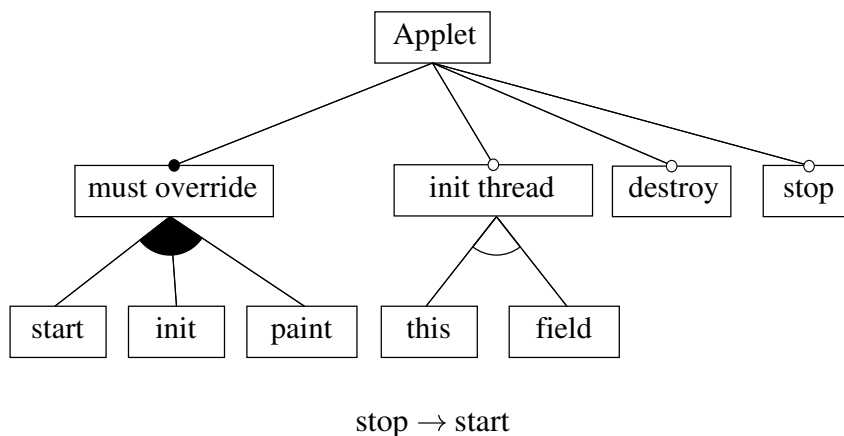 Applet
must override
init thread
destroy
stop
start
init
paint
this
field
stop → start